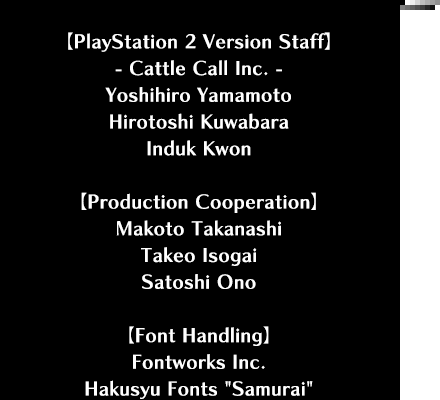 【PlayStation 2 Version Staff】
- Cattle Call Inc. -
Yoshihiro Yamamoto
Hirotoshi Kuwabara
Induk Kwon
【Production Cooperation】
Makoto Takanashi
Takeo Isogai
Satoshi Ono
【Font Handling】
Fontworks Inc.
Hakusyu Fonts "Samurai"